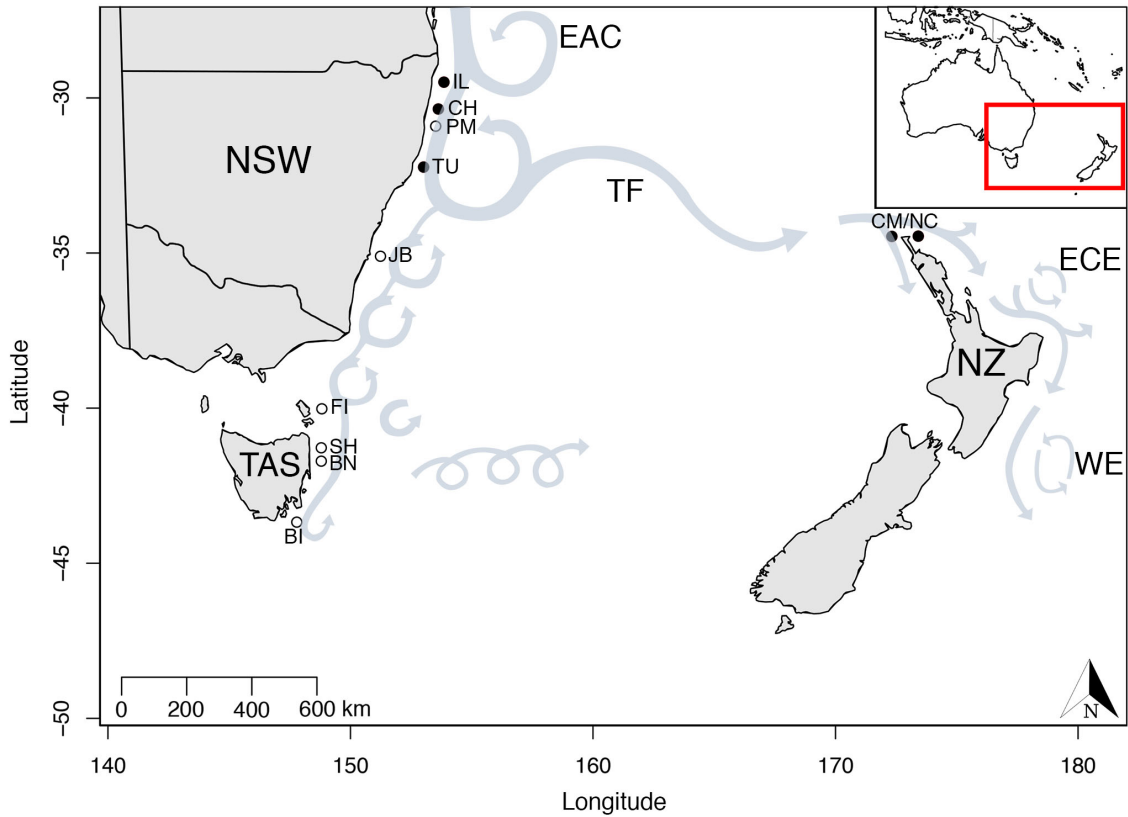 EAC
−30
IL
CH
PM
TU
NSW
TF
CM/NC
−35
JB
ECE
Latitude
NZ
−40
FI
SH
TAS
BN
WE
BI
−45
0 200 400 600 km
N
−50
140 150 160 170 180
Longitude